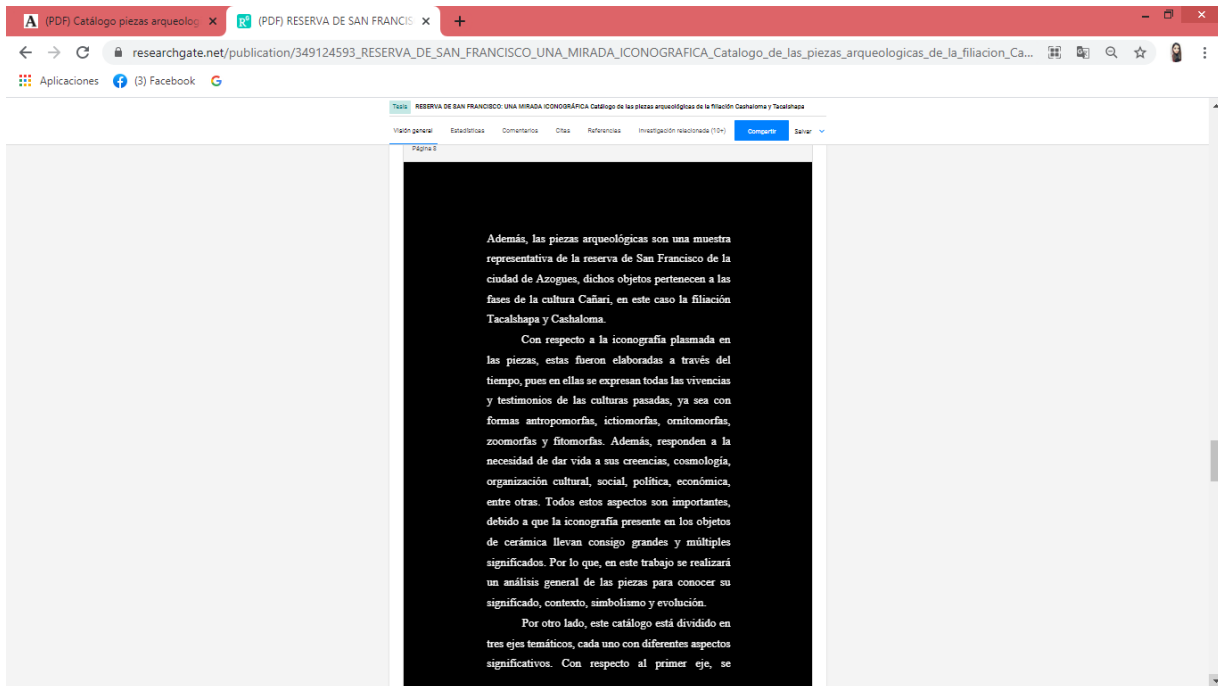 (PDF) Catálogo piezas arqueolog
(PDF) RESERVA DE SAN FRANCIS
researchgate.net/publication/349124593_RESERVA_DE_SAN_FRANCISCO_UNA_MIRADA_ICONOGRAFICA_Catalogo_de_las_piezas_arqueologicas_de_la_filiacion_Ca...
Aplicaciones (3) Facebook
Tesis RESERVA DE SAN FRANCISCO: UNA MIRADA ICONOGRÁFICA Catálogo de las piezas arqueológicas de la filiación Cashaloma y Tacalshapa
Visión general Estadísticas Comentarios Citas Referencias Investigación relacionada (10+) Compartir Salvar
Página 8
Además, las piezas arqueológicas son una muestra
representativa de la reserva de San Francisco de la
ciudad de Azogues, dichos objetos pertenecen a las
fases de la cultura Cañari, en este caso la filiación
Tacalshapa y Cashaloma.
Con respecto a la iconografía plasmada en
las piezas, estas fueron elaboradas a través del
tiempo, pues en ellas se expresan todas las vivencias
y testimonios de las culturas pasadas, ya sea con
formas antropomorfas, ictiomorfas, ornitomorfas,
zoomorfas y fitomorfas. Además, responden a la
necesidad de dar vida a sus creencias, cosmología,
organización cultural, social, política, económica,
entre otras. Todos estos aspectos son importantes,
debido a que la iconografía presente en los objetos
de cerámica llevan consigo grandes y múltiples
significados. Por lo que, en este trabajo se realizará
un análisis general de las piezas para conocer su
significado, contexto, simbolismo y evolución.
Por otro lado, este catálogo está dividido en
tres ejes temáticos, cada uno con diferentes aspectos
significativos. Con respecto al primer eje, se